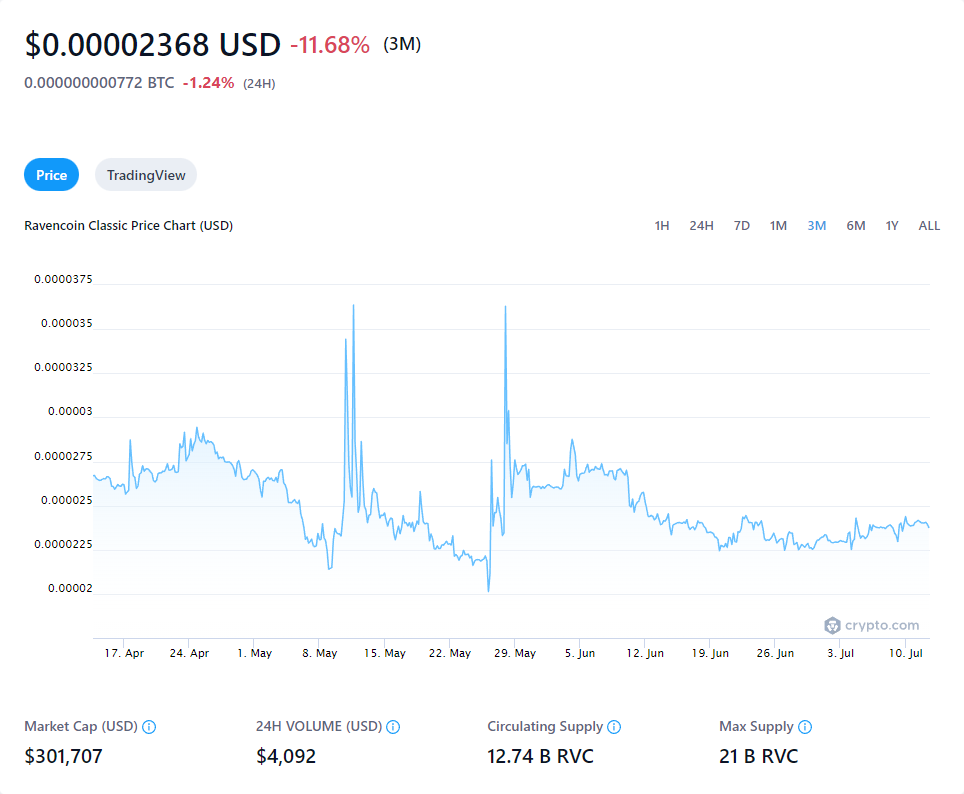 $0.00002368 USD -11.68% (3M)
0.000000000772 BTC -1.24% (24H)
Price TradingView
Ravencoin Classic Price Chart (USD) 1H 24H 7D 1M 3M 6M 1Y ALL
0.0000375
0.000035
0.0000325
0.00003
0.0000275
0.000025
0.0000225
0.00002
crypto.com
17. Apr 24. Apr 1. May 8. May 15. May 22. May 29. May 5. Jun 12. Jun 19. Jun 26. Jun 3. Jul 10. Jul
Market Cap (USD) 24H VOLUME (USD) Circulating Supply Max Supply
$301,707 $4,092 12.74 B RVC 21 B RVC